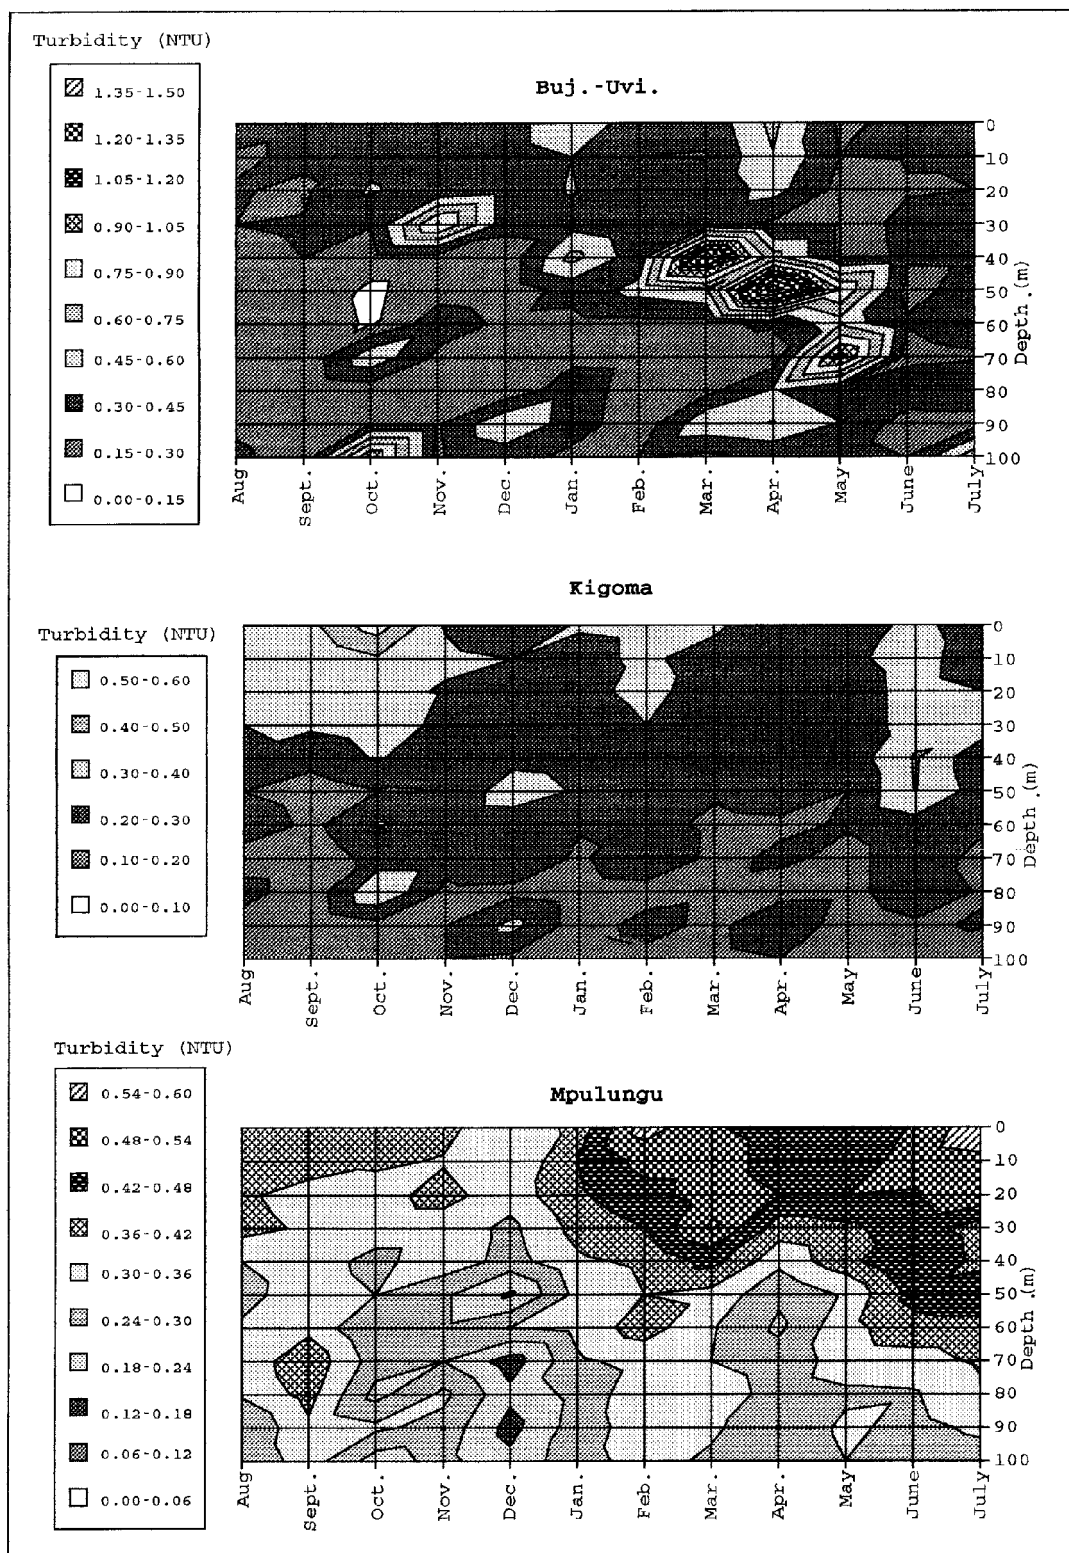 Turbidity (NTU)
1.35-1.50
1.20-1.35
1.05-1.20
0.90-1.05
0.75-0.90
0.60-0.75
0.45-0.60
0.30-0.45
0.15-0.30
0.00-0.15
Buj.-Uvi.
0
10
20
30
40
50
60
70
80
90
100
Depth (m)
Aug
Sept.
Oct.
Nov.
Dec.
Jan.
Feb.
Mar.
Apr.
May
June
July
Kigoma
Turbidity (NTU)
0.50-0.60
0.40-0.50
0.30-0.40
0.20-0.30
0.10-0.20
0.00-0.10
0
10
20
30
40
50
60
70
80
90
100
Depth (m)
Aug
Sept.
Oct.
Nov.
Dec.
Jan.
Feb.
Mar.
Apr.
May
June
July
Turbidity (NTU)
0.54-0.60
0.48-0.54
0.42-0.48
0.36-0.42
0.30-0.36
0.24-0.30
0.18-0.24
0.12-0.18
0.06-0.12
0.00-0.06
Mpulungu
0
10
20
30
40
50
60
70
80
90
100
Depth (m)
Aug
Sept.
Oct.
Nov.
Dec.
Jan.
Feb.
Mar.
Apr.
May
June
July